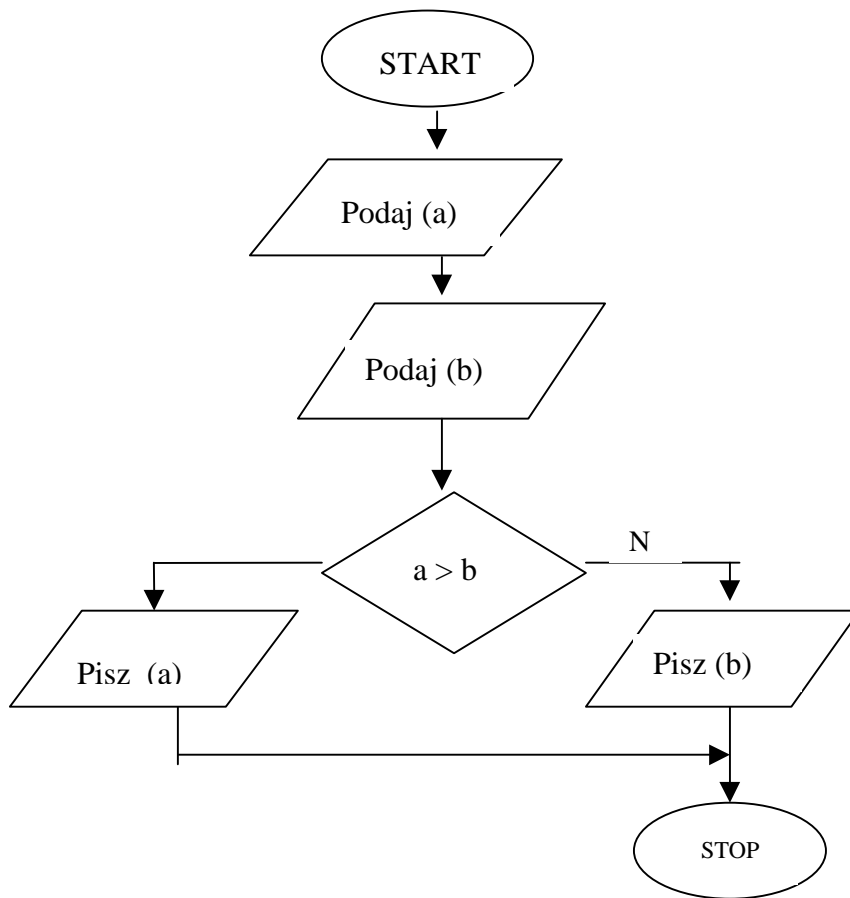 START
Podaj (a)
Podaj (b)
a > b
N
Pisz (a)
Pisz (b)
STOP